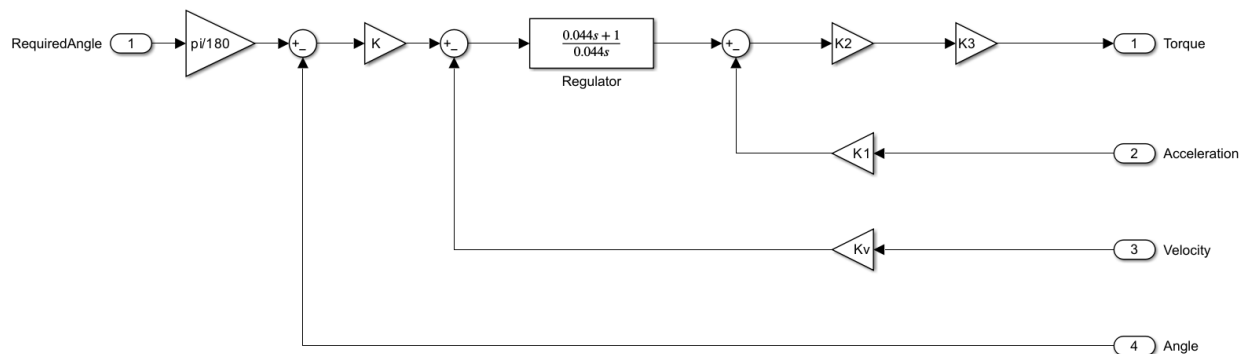 RequiredAngle
1
pi/180
+
−
K
+
−
0.044s + 1
0.044s
Regulator
+
−
K2
K3
1
Torque
K1
2
Acceleration
Kv
3
Velocity
4
Angle